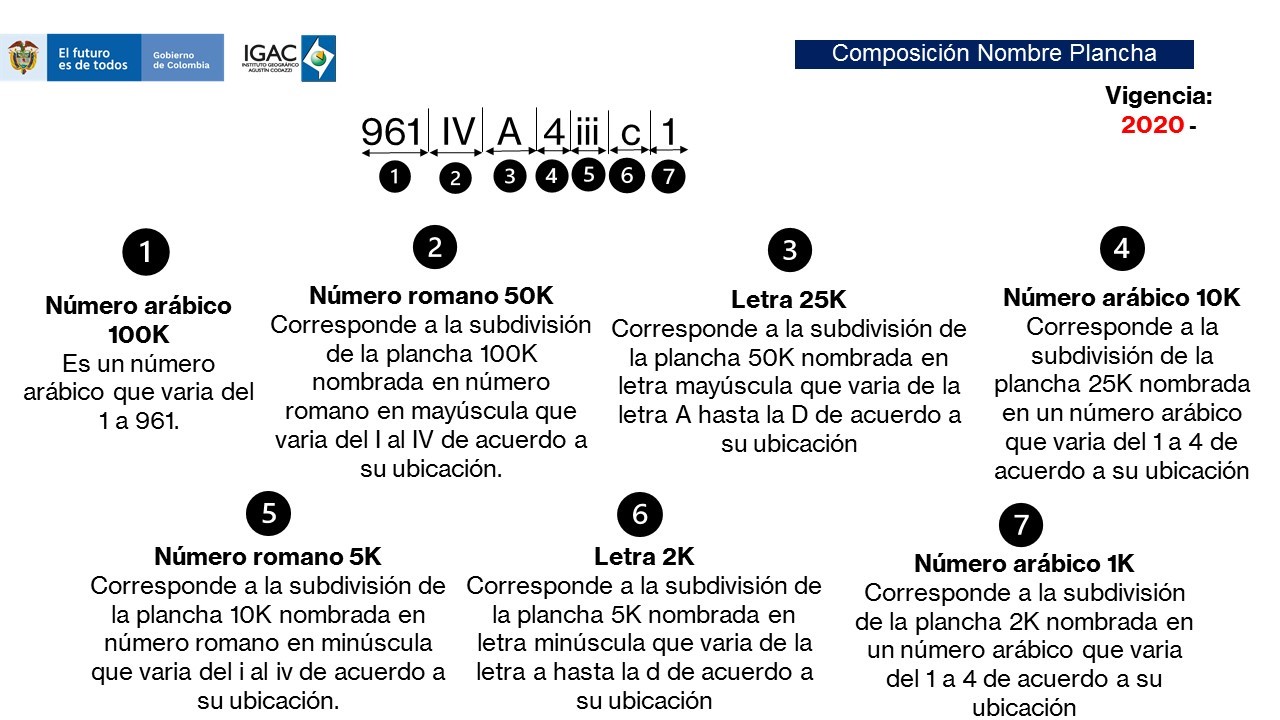 El futuro
es de todos
Gobierno
de Colombia
IGAC
INSTITUTO GEOGRÁFICO
AGUSTÍN CODAZZI
Composición Nombre Plancha
Vigencia:
2020 -
961 IV A 4 iii c 1
1 2 3 4 5 6 7
1
Número arábico
100K
Es un número
arábico que varia del
1 a 961.
2
Número romano 50K
Corresponde a la subdivisión
de la plancha 100K
nombrada en número
romano en mayúscula que
varia del I al IV de acuerdo a
su ubicación.
3
Letra 25K
Corresponde a la subdivisión de
la plancha 50K nombrada en
letra mayúscula que varia de la
letra A hasta la D de acuerdo a
su ubicación
4
Número arábico 10K
Corresponde a la
subdivisión de la
plancha 25K nombrada
en un número arábico
que varia del 1 a 4 de
acuerdo a su ubicación
5
Número romano 5K
Corresponde a la subdivisión de
la plancha 10K nombrada en
número romano en minúscula
que varia del i al iv de acuerdo a
su ubicación.
6
Letra 2K
Corresponde a la subdivisión de
la plancha 5K nombrada en
letra minúscula que varia de la
letra a hasta la d de acuerdo a
su ubicación
7
Número arábico 1K
Corresponde a la subdivisión
de la plancha 2K nombrada en
un número arábico que varia
del 1 a 4 de acuerdo a su
ubicación